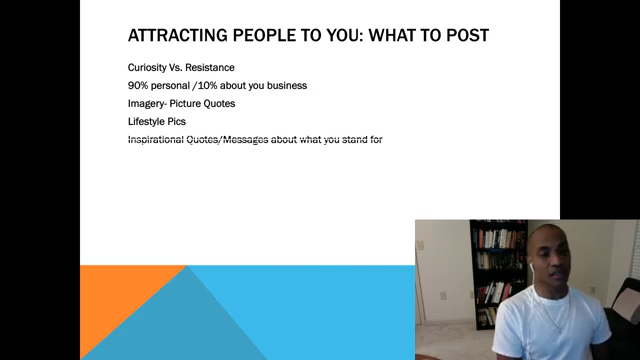 ATTRACTING PEOPLE TO YOU: WHAT TO POST
Curiosity Vs. Resistance
90% personal /10% about you business
Imagery- Picture Quotes
Lifestyle Pics
Inspirational Quotes/Messages about what you stand for